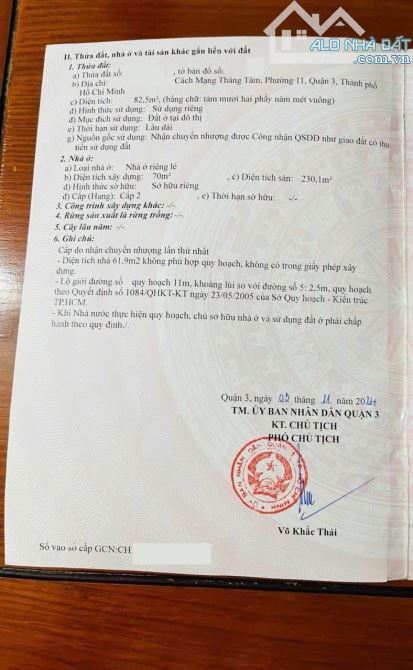 ALO NHÀ ĐẤT
II. Thửa đất, nhà ở và tài sản khác gắn liền với đất
1. Thửa đất:
a) Thửa đất số: , tờ bản đồ số:
b) Địa chỉ: Cách Mạng Tháng Tám, Phường 11, Quận 3, Thành phố
Hồ Chí Minh
c) Diện tích: 82,5m², (bằng chữ: tám mươi hai phẩy năm mét vuông)
d) Hình thức sử dụng: Sử dụng riêng
đ) Mục đích sử dụng: Đất ở tại đô thị
e) Thời hạn sử dụng: Lâu dài
g) Nguồn gốc sử dụng: Nhận chuyển nhượng được Công nhận QSDĐ như giao đất có thu
tiền sử dụng đất
2. Nhà ở:
a) Loại nhà ở: Nhà ở riêng lẻ
b) Diện tích xây dựng: 70m² , c) Diện tích sàn: 230,1m²
d) Hình thức sở hữu: Sở hữu riêng
đ) Cấp (Hạng): Cấp 2 , e) Thời hạn sở hữu: -/-
3. Công trình xây dựng khác: -/-
4. Rừng sản xuất là rừng trồng: -/-
5. Cây lâu năm: -/-
6. Ghi chú:
Cấp do nhận chuyển nhượng lần thứ nhất
- Diện tích nhà 61,9m2 không phù hợp quy hoạch, không có trong giấy phép xây
dựng.
- Lộ giới đường số quy hoạch 11m, khoảng lùi so với đường số 5: 2,5m, quy hoạch
theo Quyết định số 1084/QHKT-KT ngày 23/05/2005 của Sở Quy hoạch - Kiến trúc
TP.HCM.
- Khi Nhà nước thực hiện quy hoạch, chủ sở hữu nhà ở và sử dụng đất ở phải chấp
hành theo quy định./.
Quận 3, ngày 02 tháng 11 năm
TM. ỦY BAN NHÂN DÂN QUẬN 3
KT. CHỦ TỊCH
PHÓ CHỦ TỊCH
Võ Khắc Thái
Số vào sổ cấp GCN:CH